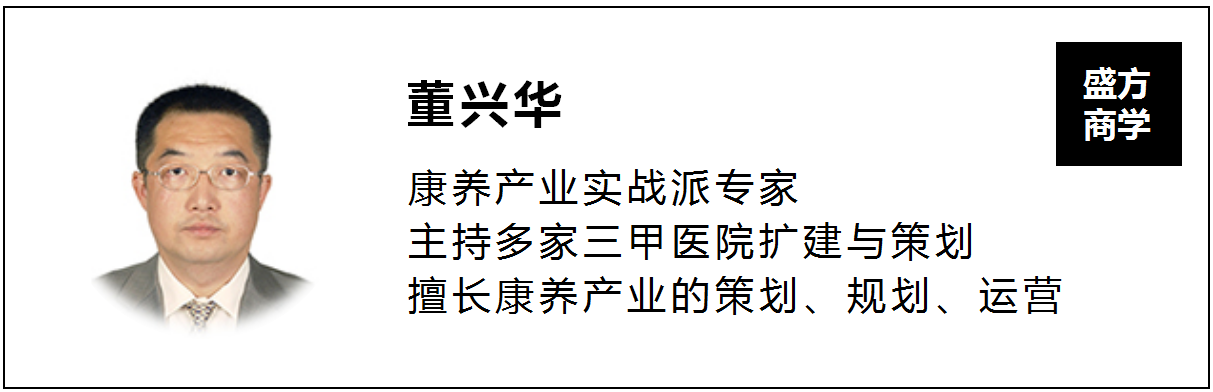 董兴华
康养产业实战派专家
主持多家三甲医院扩建与策划
擅长康养产业的策划、规划、运营
盛方
商学